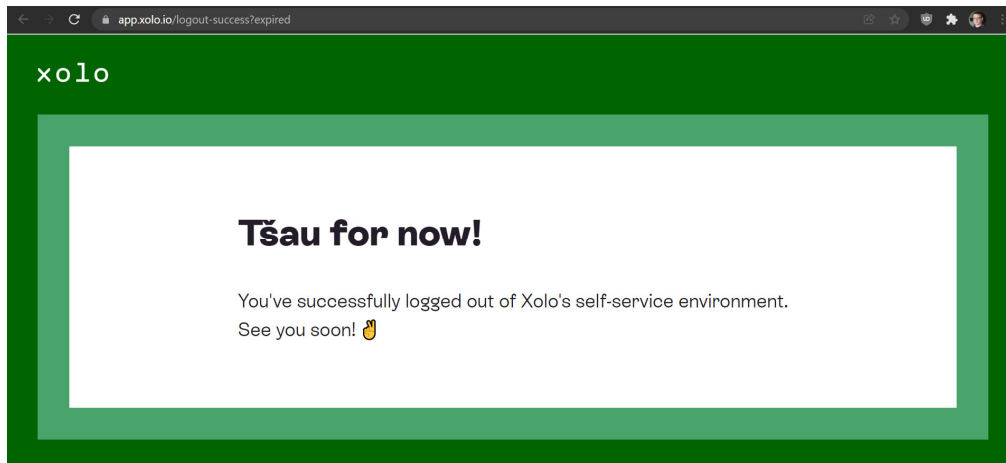 app.xolo.io/logout-success?expired
xolo
Tšau for now!
You've successfully logged out of Xolo's self-service environment.
See you soon! ✌